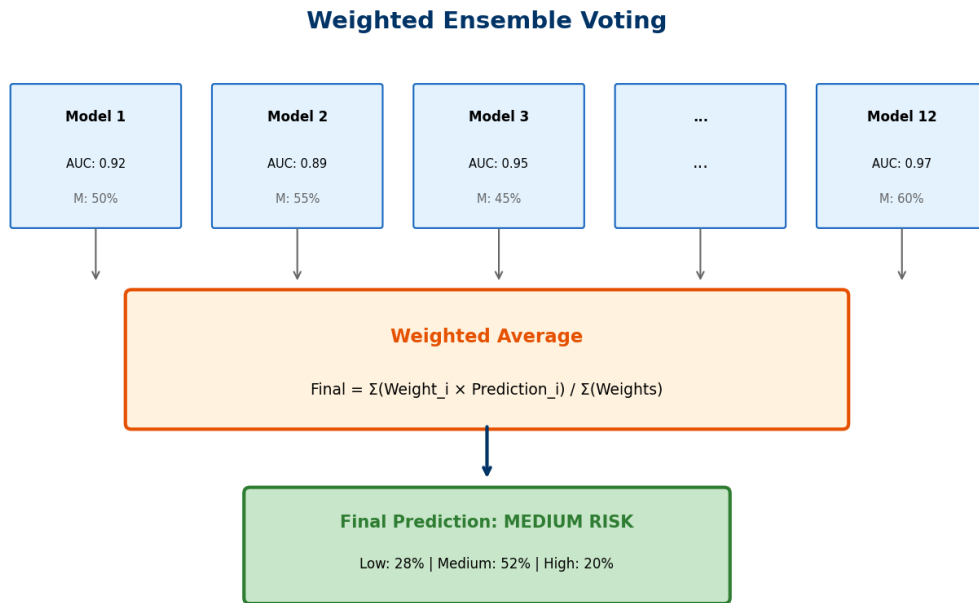 Weighted Ensemble Voting
Model 1
AUC: 0.92
M: 50%
Model 2
AUC: 0.89
M: 55%
Model 3
AUC: 0.95
M: 45%
...
...
Model 12
AUC: 0.97
M: 60%
Weighted Average
Final = Σ(Weight_i × Prediction_i) / Σ(Weights)
Final Prediction: MEDIUM RISK
Low: 28% | Medium: 52% | High: 20%